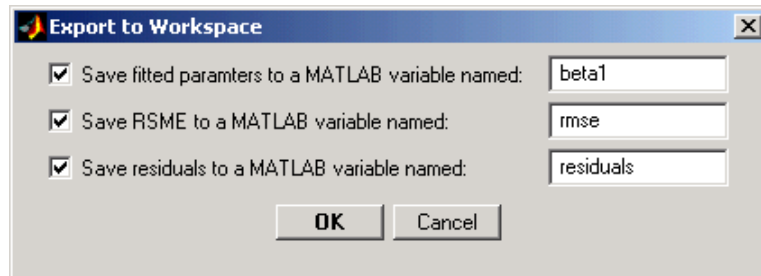 Export to Workspace
Save fitted paramters to a MATLAB variable named: beta1
Save RSME to a MATLAB variable named: rmse
Save residuals to a MATLAB variable named: residuals
OK Cancel